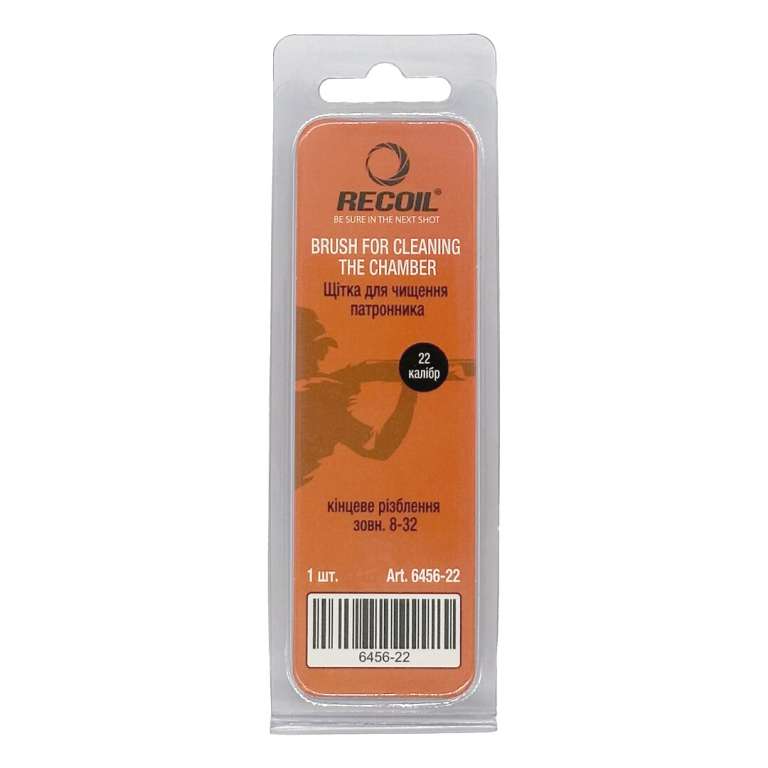 RECOIL®
BE SURE IN THE NEXT SHOT
BRUSH FOR CLEANING
THE CHAMBER
Щітка для чищення
патронника
22
калібр
кінцеве різблення
зовн. 8-32
1 шт. Art. 6456-22
6456-22